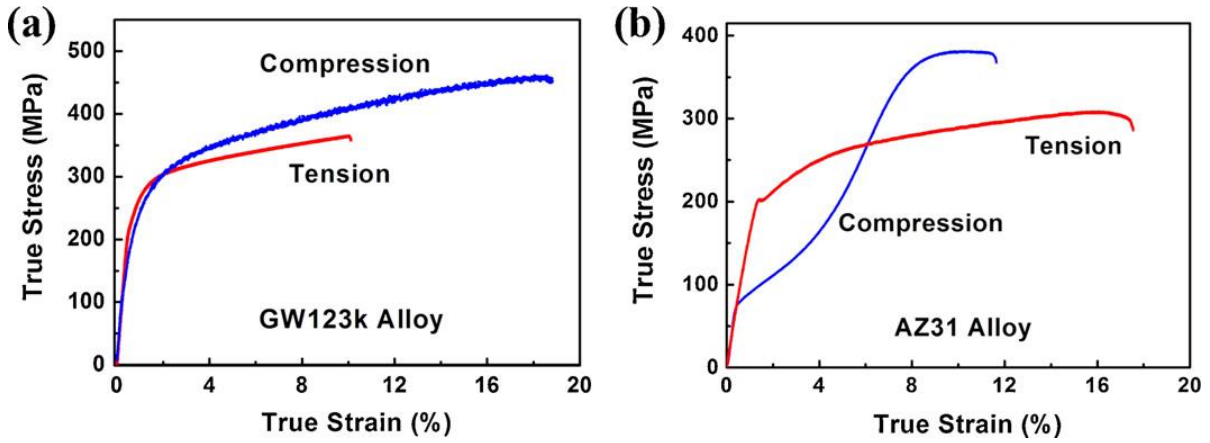 (a)
True Stress (MPa)
500
400
300
200
100
0
Compression
Tension
GW123k Alloy
0 4 8 12 16 20
True Strain (%)
(b)
True Stress (MPa)
400
300
200
100
0
Tension
Compression
AZ31 Alloy
0 4 8 12 16 20
True Strain (%)